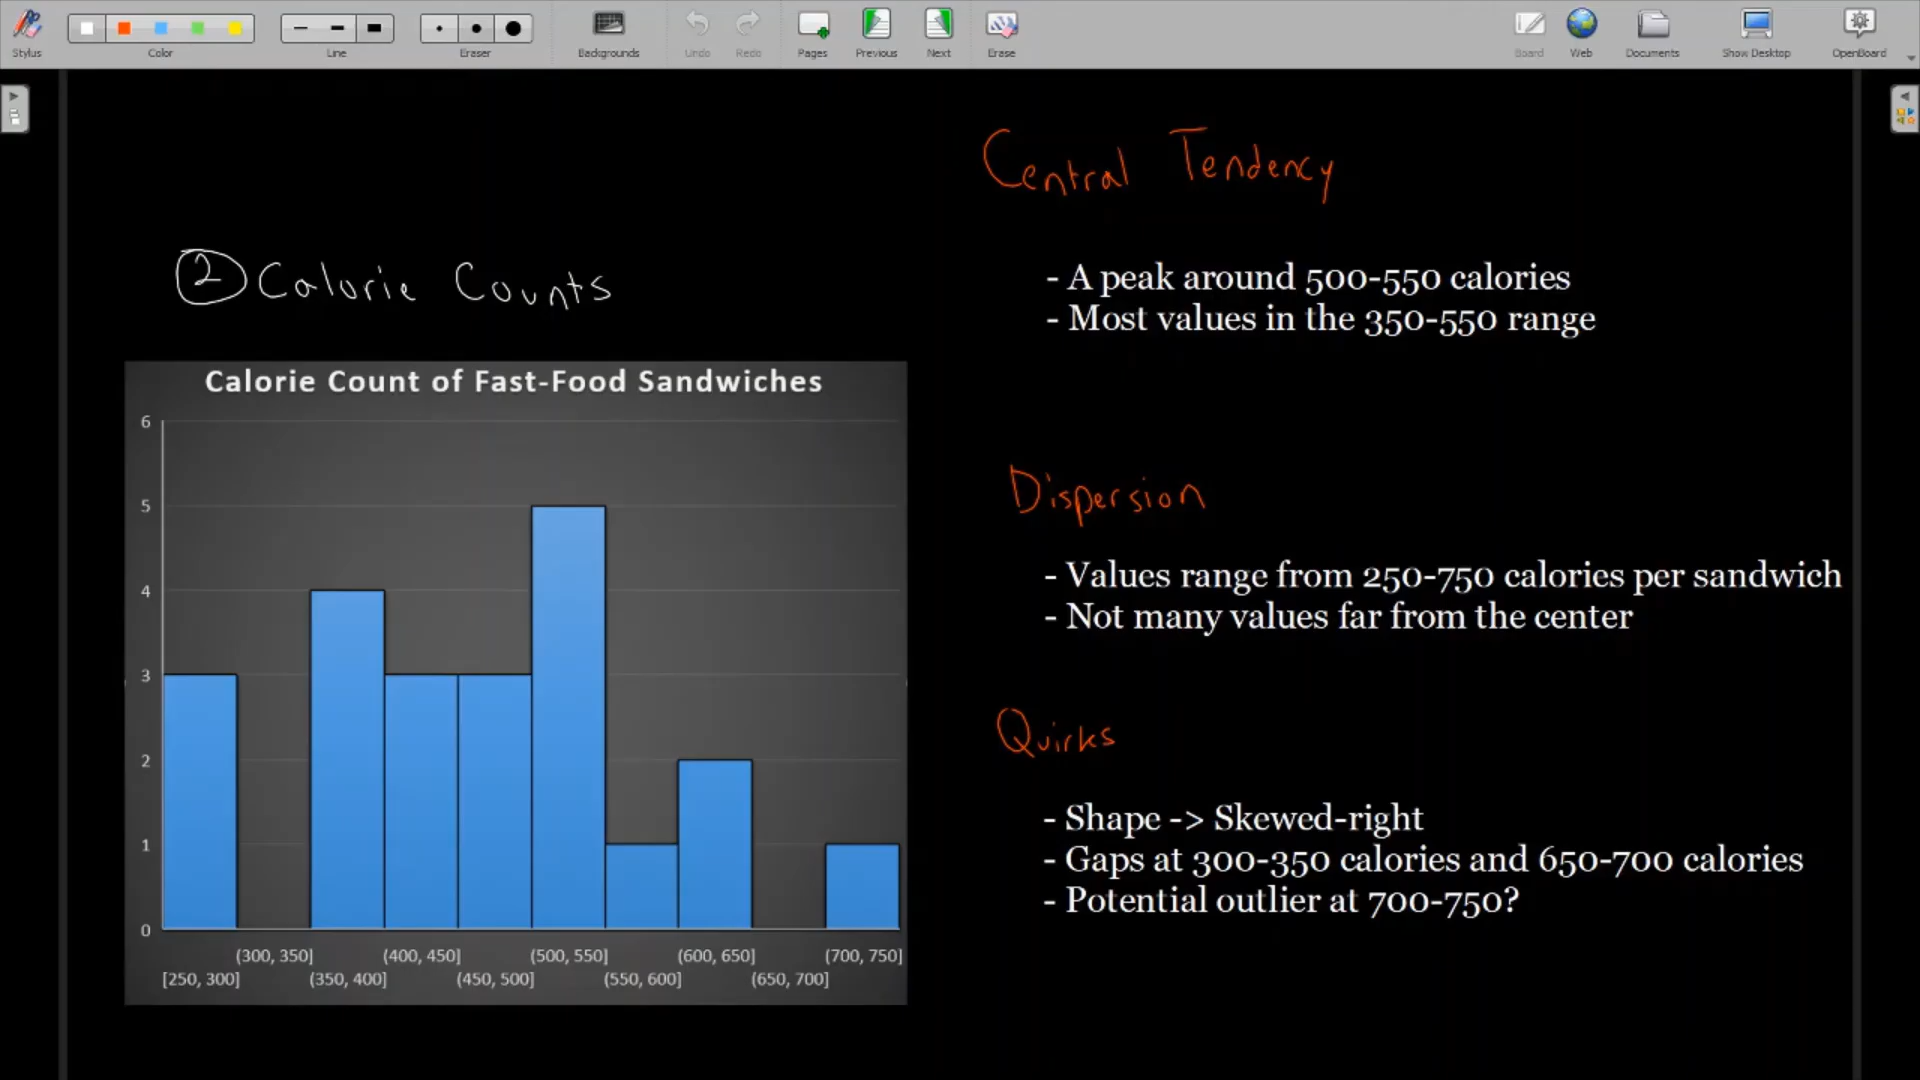 Stylus
Color
Line
Eraser
Backgrounds
Undo
Redo
Pages
Previous
Next
Erase
Board
Web
Documents
Show Desktop
OpenBoard
② Calorie Counts
Calorie Count of Fast-Food Sandwiches
6
5
4
3
2
1
0
(300, 350] (400, 450] (500, 550] (600, 650] (700, 750]
[250, 300] (350, 400] (450, 500] (550, 600] (650, 700]
Central Tendency
- A peak around 500-550 calories
- Most values in the 350-550 range
Dispersion
- Values range from 250-750 calories per sandwich
- Not many values far from the center
Quirks
- Shape -> Skewed-right
- Gaps at 300-350 calories and 650-700 calories
- Potential outlier at 700-750?